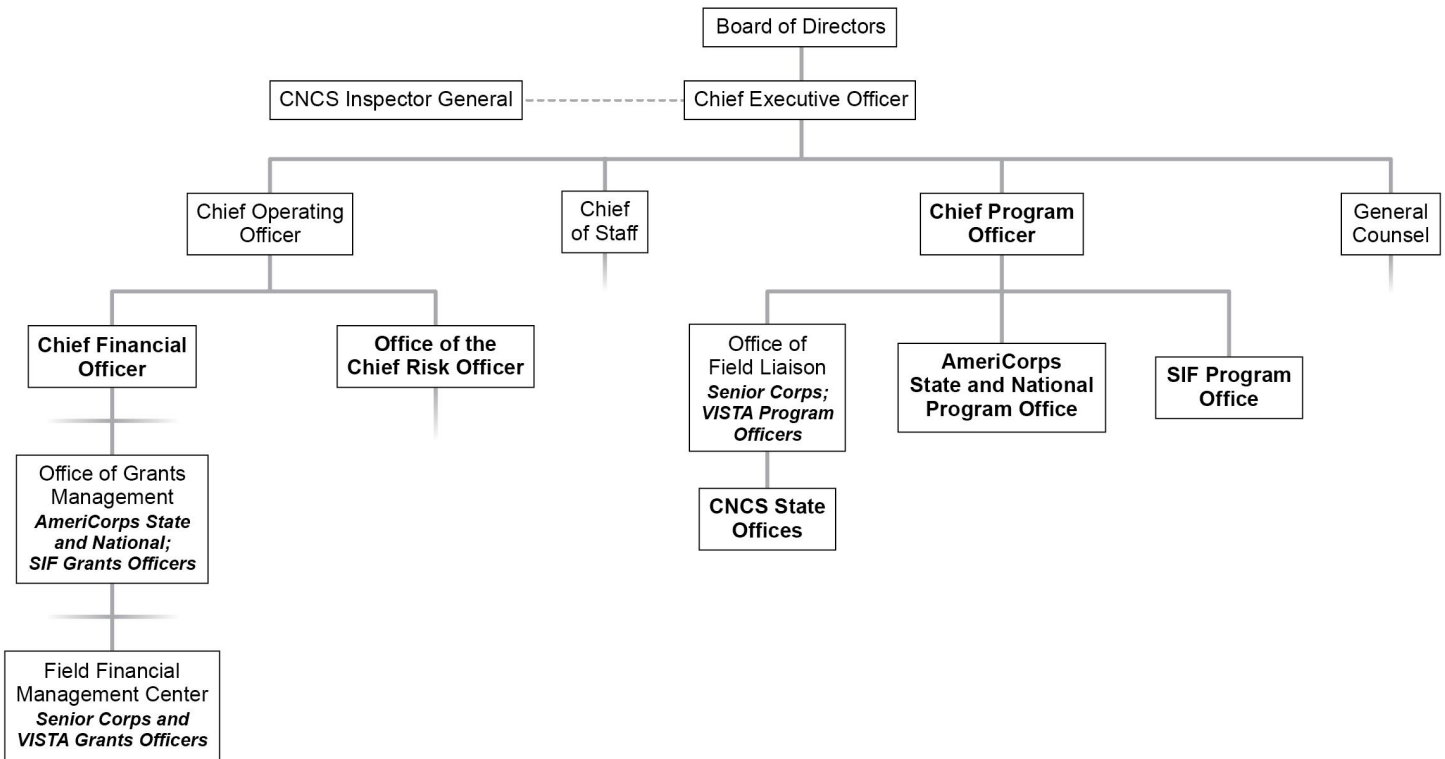 Board of Directors
CNCS Inspector General
Chief Executive Officer
Chief Operating
Officer
Chief
of Staff
Chief Program
Officer
General
Counsel
Chief Financial
Officer
Office of the
Chief Risk Officer
Office of
Field Liaison
Senior Corps;
VISTA Program
Officers
AmeriCorps
State and National
Program Office
SIF Program
Office
Office of Grants
Management
AmeriCorps State
and National;
SIF Grants Officers
CNCS State
Offices
Field Financial
Management Center
Senior Corps and
VISTA Grants Officers